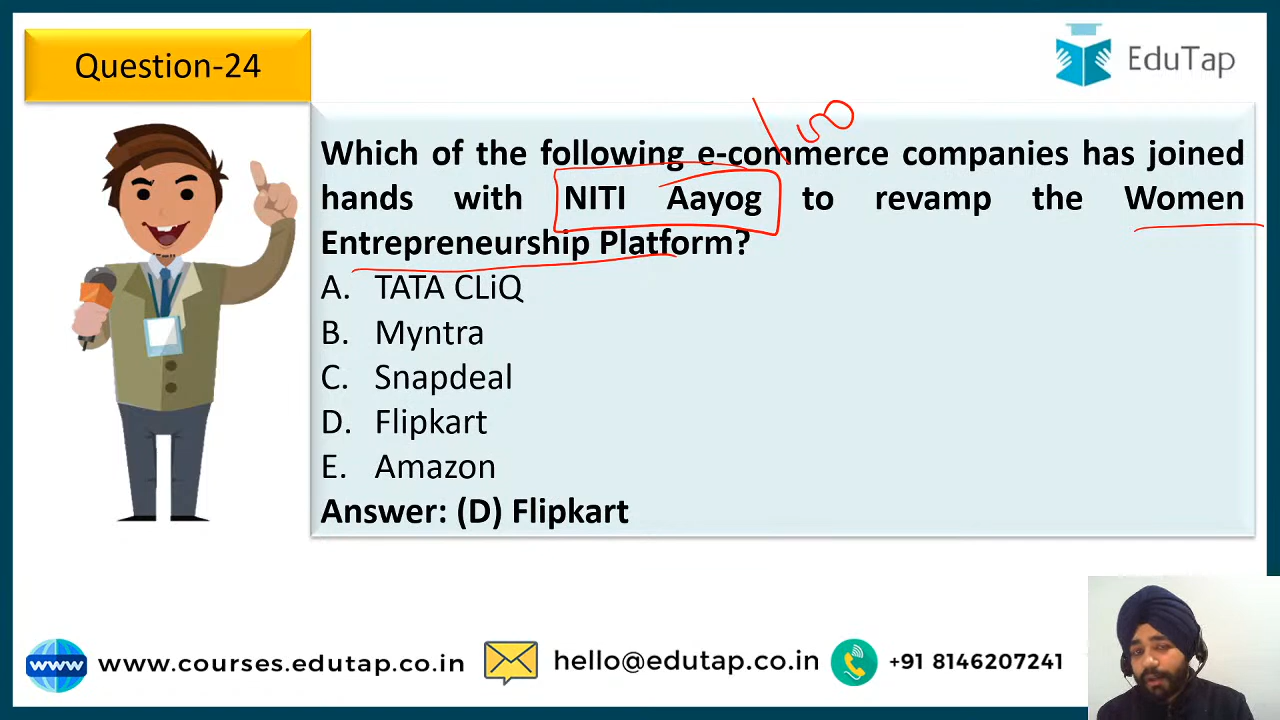 Question-24
EduTap
Which of the following e-commerce companies has joined
hands with NITI Aayog to revamp the Women
Entrepreneurship Platform?
A. TATA CLiQ
B. Myntra
C. Snapdeal
D. Flipkart
E. Amazon
Answer: (D) Flipkart
www www.courses.edutap.co.in hello@edutap.co.in +91 8146207241